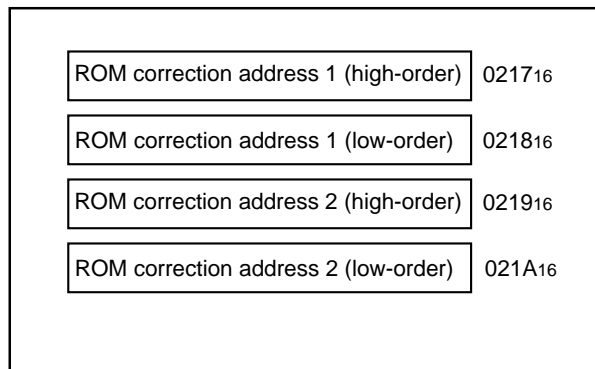 ROM correction address 1 (high-order) 0217₁₆
ROM correction address 1 (low-order) 0218₁₆
ROM correction address 2 (high-order) 0219₁₆
ROM correction address 2 (low-order) 021A₁₆